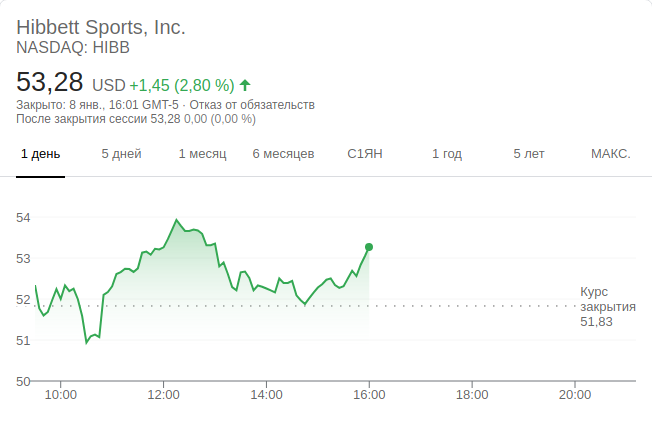 Hibbett Sports, Inc.
NASDAQ: HIBB
53,28 USD +1,45 (2,80 %)
Закрыто: 8 янв., 16:01 GMT-5 · Отказ от обязательств
После закрытия сессии 53,28 0,00 (0,00 %)
1 день 5 дней 1 месяц 6 месяцев С1ЯН 1 год 5 лет МАКС.
54
53
52
51
50
Курс
закрытия
51,83
10:00 12:00 14:00 16:00 18:00 20:00